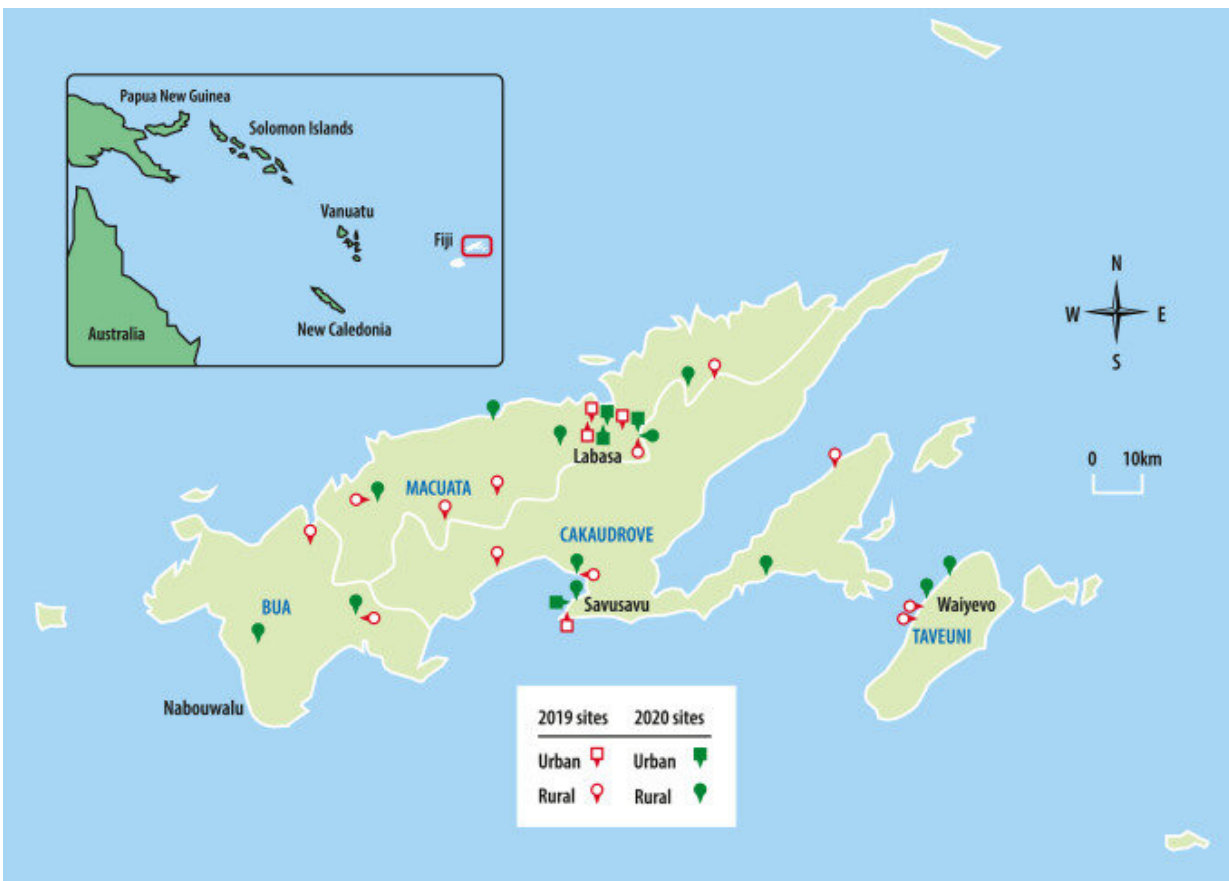 Papua New Guinea
Solomon Islands
Vanuatu
Fiji
New Caledonia
Australia
N
W E
S
0 10km
Labasa
MACUATA
CAKAUDROVE
BUA
Savusavu
Waiyevo
TAVEUNI
Nabouwalu
2019 sites 2020 sites
Urban Urban
Rural Rural